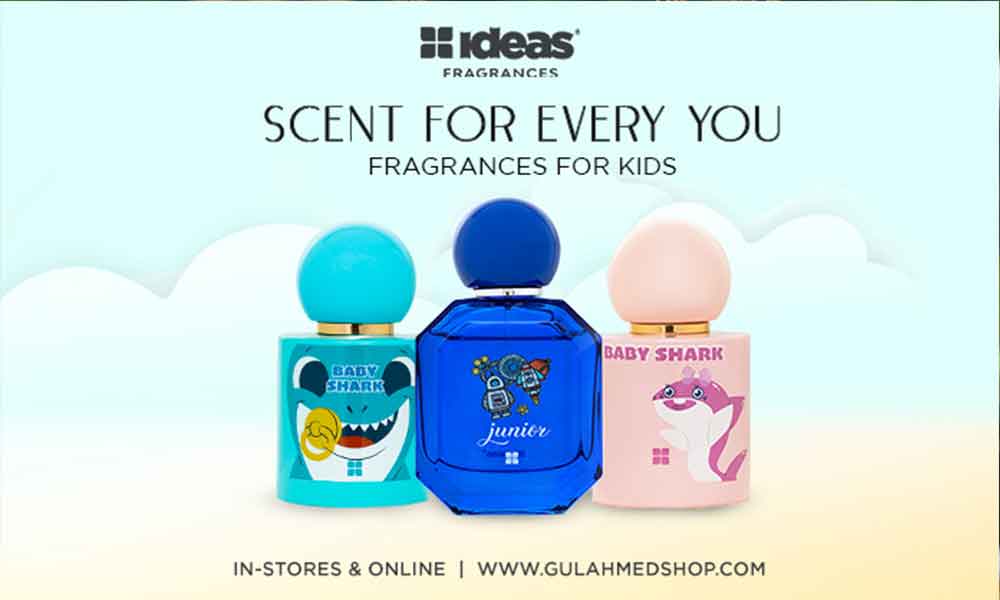 ideas
FRAGRANCES
SCENT FOR EVERY YOU
FRAGRANCES FOR KIDS
BABY
SHARK
junior
BABY SHARK
IN-STORES & ONLINE | WWW.GULAHMEDSHOP.COM